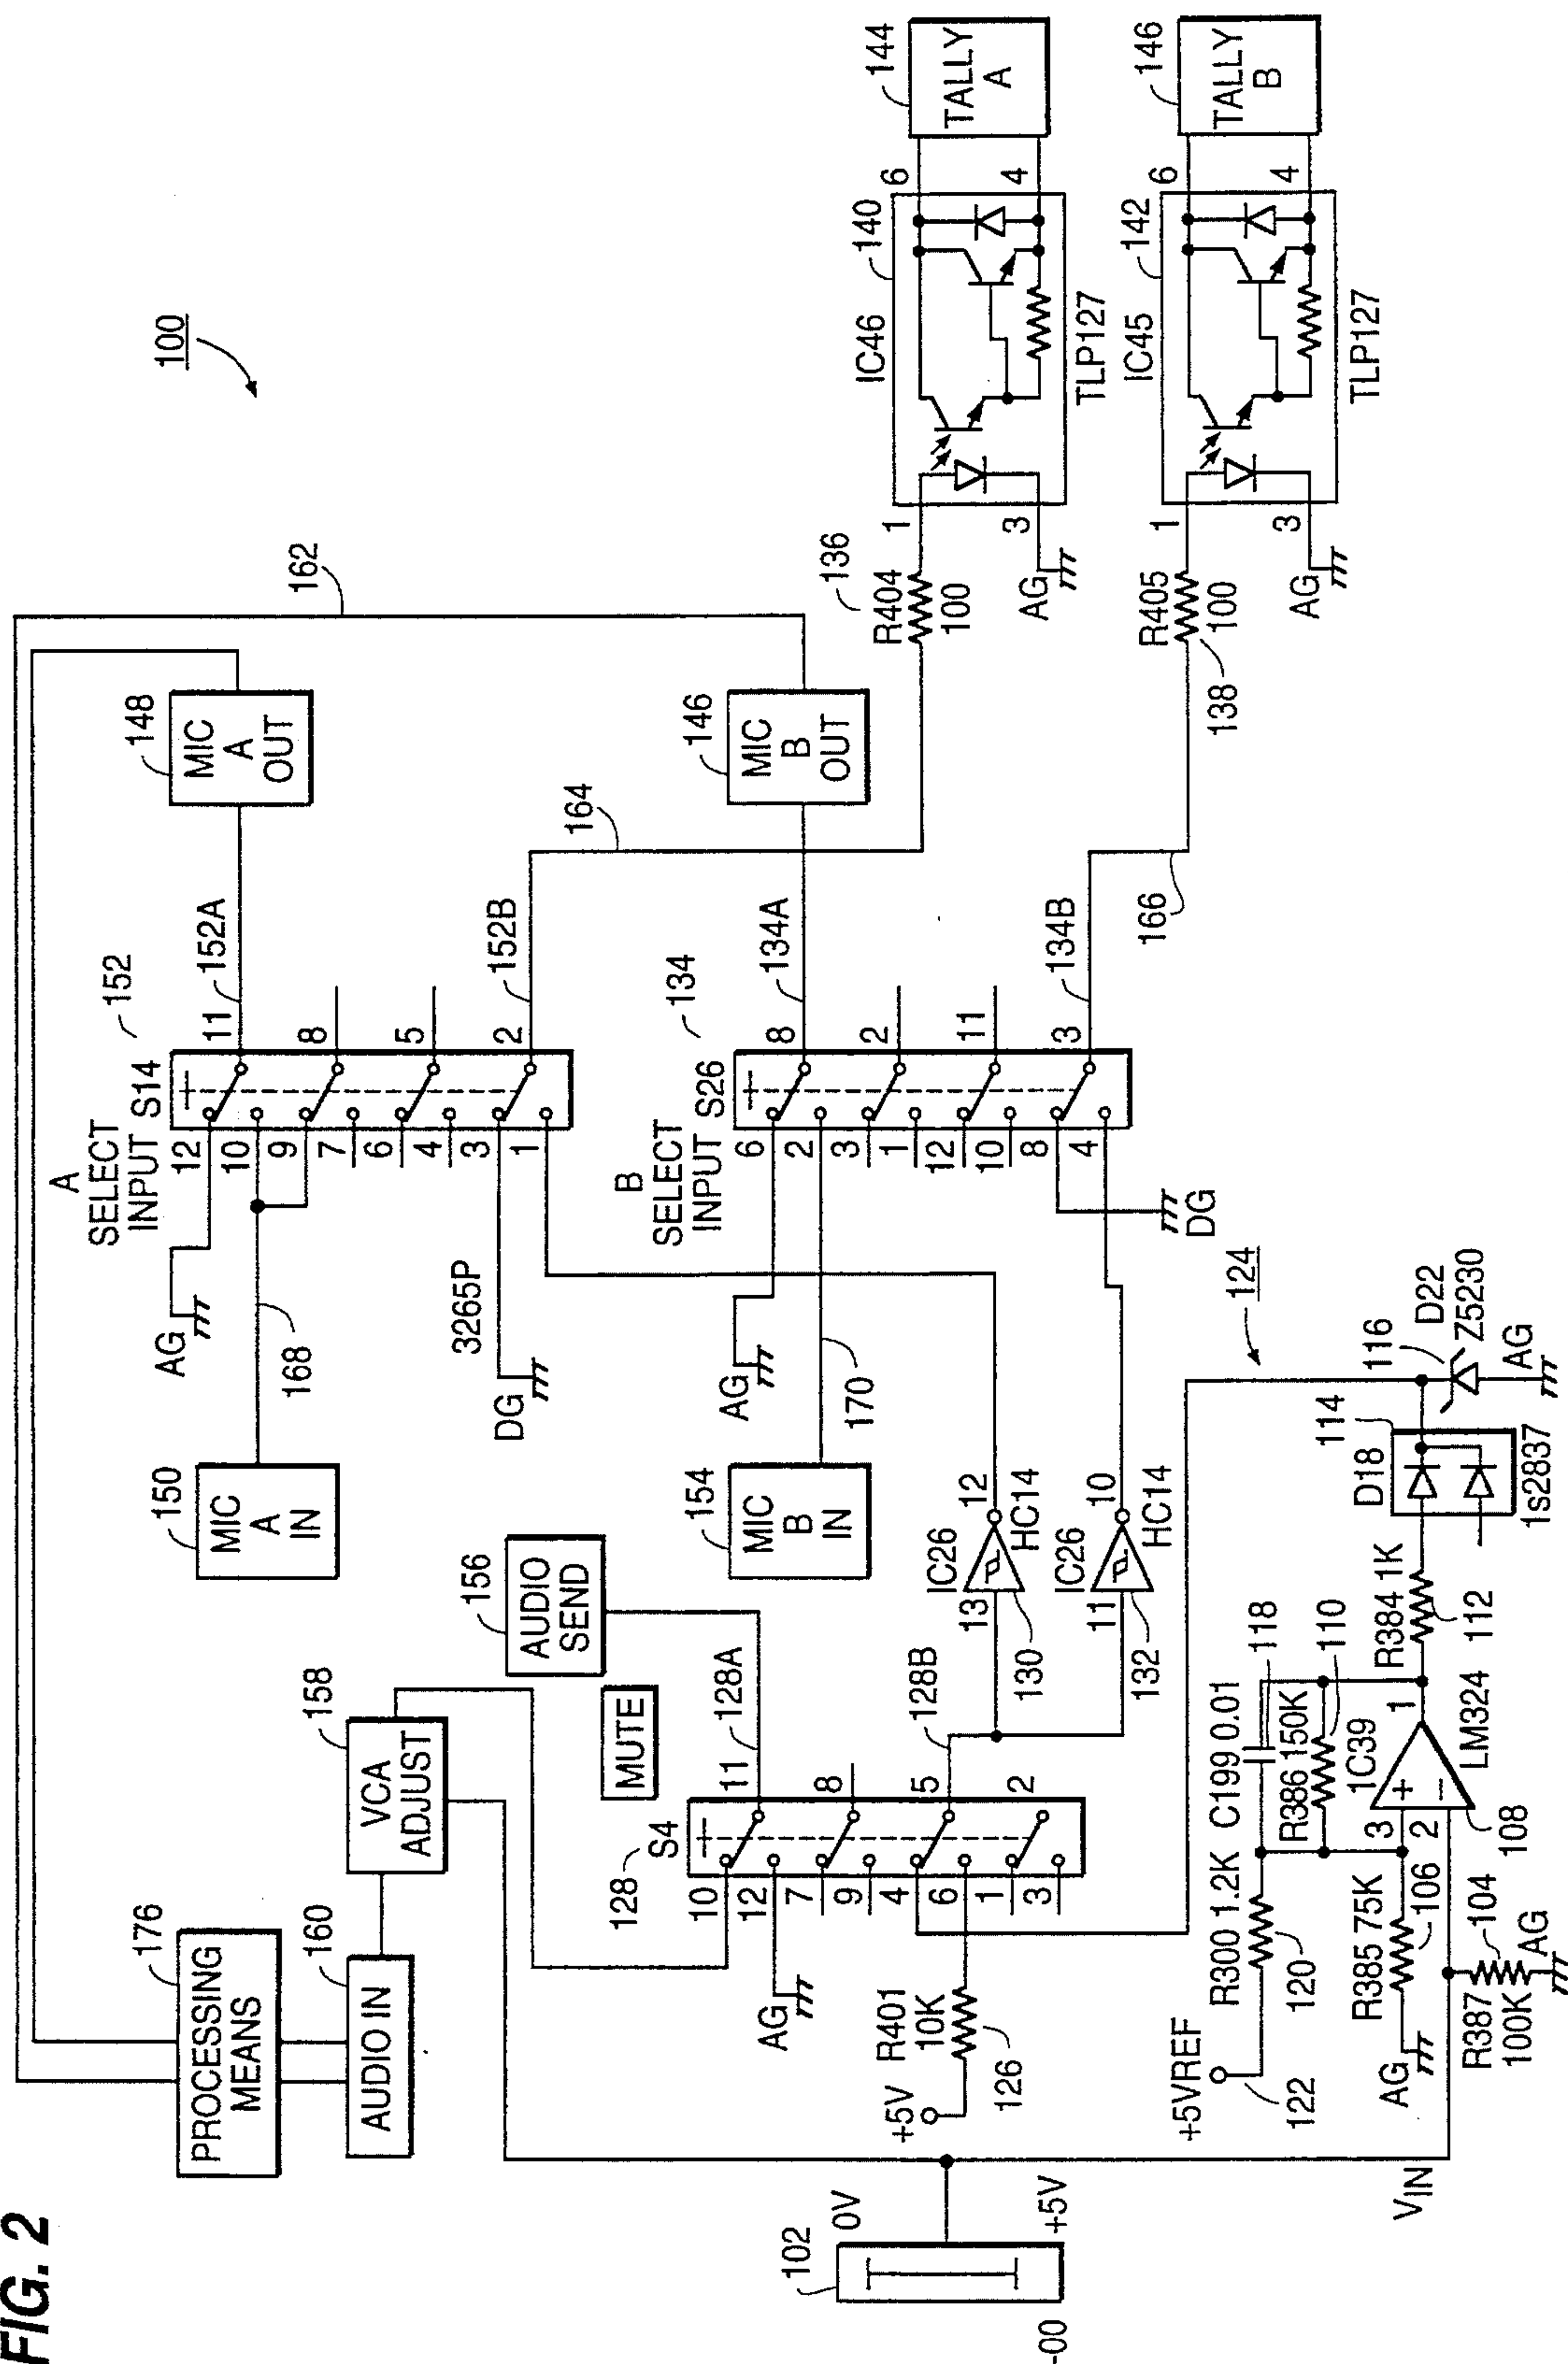 FIG. 2
100
176
PROCESSING
MEANS
160
AUDIO IN
158
VCA
ADJUST
MUTE
156
AUDIO
SEND
150
MIC
A
IN
168
AG
A
SELECT
INPUT
S14
152
12
10
9
7
6
4
3
1
11
8
5
2
152A
152B
148
MIC
A
OUT
162
3265P
DG
154
MIC
B
IN
170
AG
B
SELECT
INPUT
S26
134
6
2
3
1
12
10
8
4
8
2
11
3
134A
134B
DG
146
MIC
B
OUT
164
166
128
S4
10
12
7
9
4
6
1
3
11
8
5
2
128A
128B
AG
+5V
R401
10K
126
IC26
13
12
HC14
130
IC26
11
10
HC14
132
136
R404
100
1
3
AG
IC46
140
6
4
TLP127
144
TALLY
A
R405
100
138
1
3
AG
IC45
142
6
4
TLP127
146
TALLY
B
102
0V
+5V
-00
VIN
+5VREF
122
R300 1.2K
120
C199 0.01
118
R386 150K
110
1C39
3
+
2
−
1
LM324
108
R385 75K
106
AG
R387
100K
104
AG
R384 1K
112
D18
114
1s2837
116
D22
Z5230
AG
124